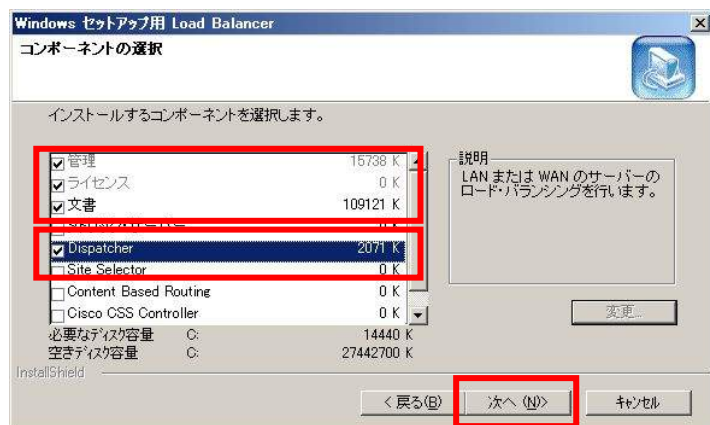 Windows セットアップ用 Load Balancer
コンポーネントの選択
インストールするコンポーネントを選択します。
管理 15738 K
ライセンス 0 K
文書 109121 K
0 K
Dispatcher 2071 K
Site Selector 0 K
Content Based Routing 0 K
Cisco CSS Controller 0 K
説明
LAN または WAN のサーバーの
ロード・バランシングを行います。
変更...
必要なディスク容量 C: 14440 K
空きディスク容量 C: 27442700 K
InstallShield
< 戻る(B) 次へ (N)> キャンセル